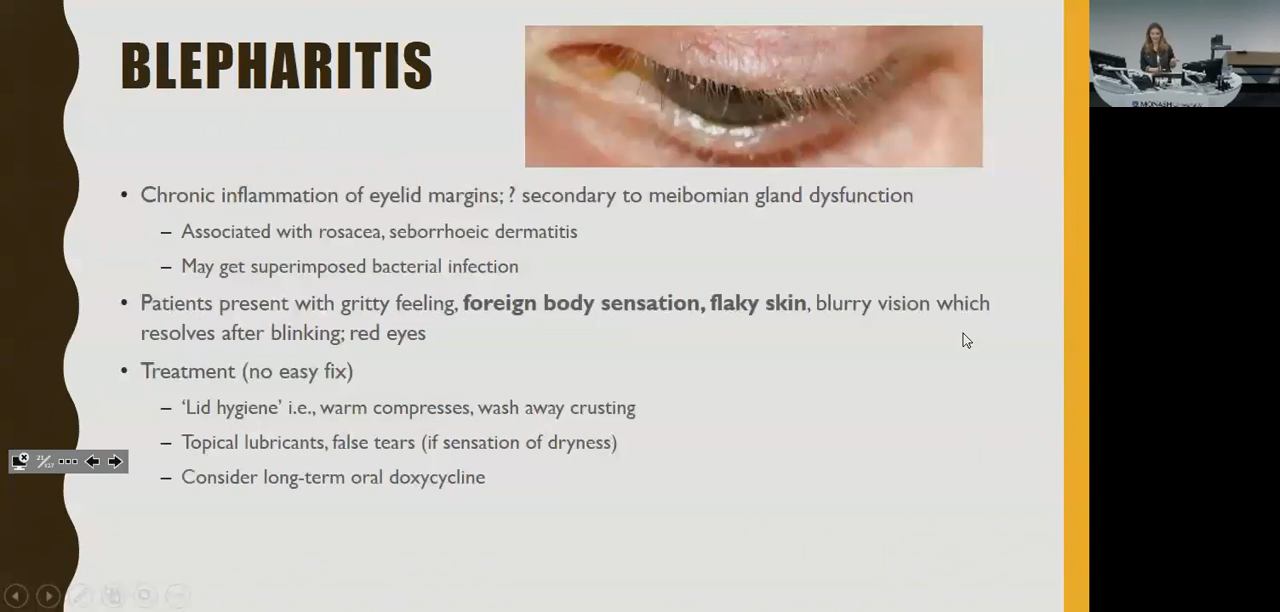 BLEPHARITIS
• Chronic inflammation of eyelid margins; ? secondary to meibomian gland dysfunction
– Associated with rosacea, seborrhoeic dermatitis
– May get superimposed bacterial infection
• Patients present with gritty feeling, foreign body sensation, flaky skin, blurry vision which
resolves after blinking; red eyes
• Treatment (no easy fix)
– ‘Lid hygiene’ i.e., warm compresses, wash away crusting
– Topical lubricants, false tears (if sensation of dryness)
– Consider long-term oral doxycycline
MONASH